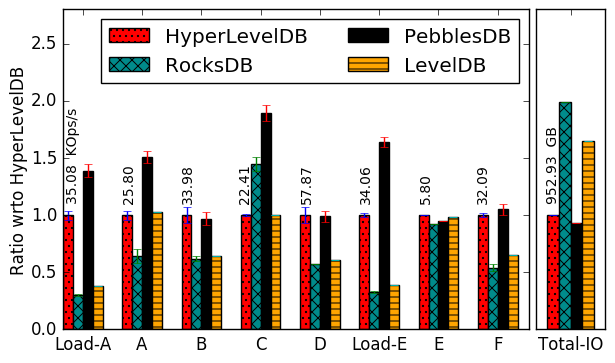 HyperLevelDB
RocksDB
PebblesDB
LevelDB
Ratio wrto HyperLevelDB
2.5
2.0
1.5
1.0
0.5
0.0
35.08 KOps/s
25.80
33.98
22.41
57.87
34.06
5.80
32.09
952.93 GB
Load-A
A
B
C
D
Load-E
E
F
Total-IO